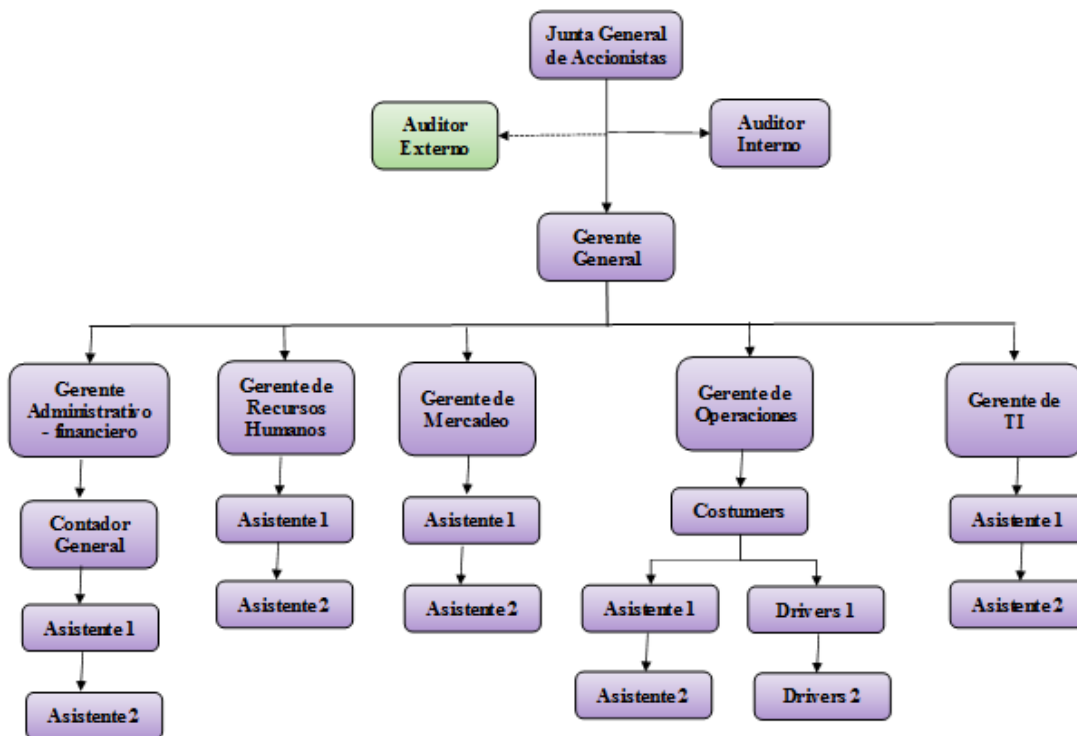 Junta General
de Accionistas
Auditor
Externo
Auditor
Interno
Gerente
General
Gerente
Administrativo
- financiero
Gerente de
Recursos
Humanos
Gerente de
Mercadeo
Gerente de
Operaciones
Gerente de
TI
Contador
General
Asistente 1
Asistente 2
Asistente 1
Asistente 2
Asistente 1
Asistente 2
Costumers
Asistente 1
Asistente 2
Drivers 1
Drivers 2
Asistente 1
Asistente 2